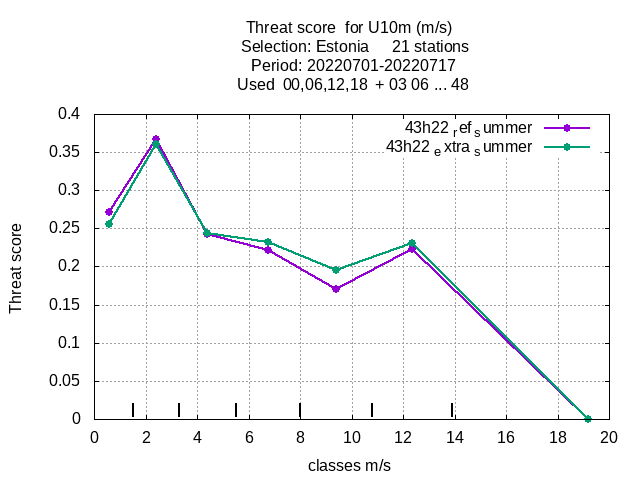 Threat score  for U10m (m/s)
Selection: Estonia     21 stations
Period: 20220701-20220717
Used  00,06,12,18  + 03 06 ... 48
43h22 ref summer
43h22 extra summer
0.4
0.35
0.3
0.25
0.2
0.15
0.1
0.05
0
Threat score
0 2 4 6 8 10 12 14 16 18 20
classes m/s